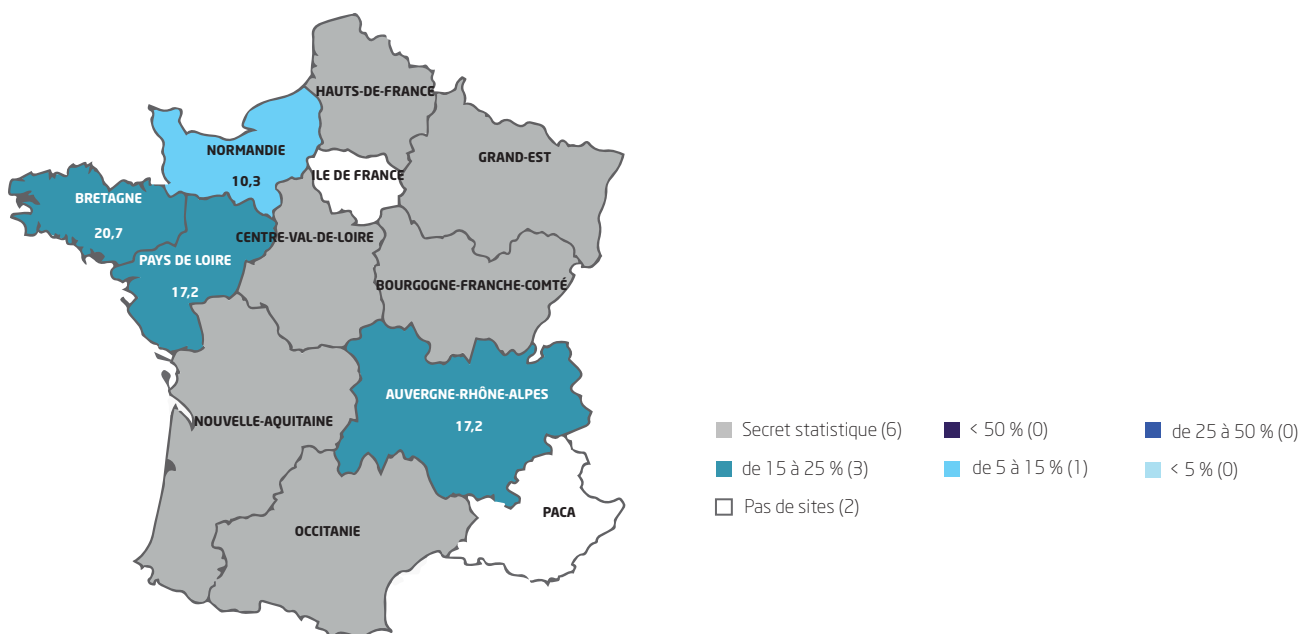 HAUTS-DE-FRANCE
NORMANDIE
10,3
GRAND-EST
ILE DE FRANCE
BRETAGNE
20,7
CENTRE-VAL-DE-LOIRE
PAYS DE LOIRE
17,2
BOURGOGNE-FRANCHE-COMTÉ
AUVERGNE-RHÔNE-ALPES
17,2
NOUVELLE-AQUITAINE
OCCITANIE
PACA
Secret statistique (6)
< 50 % (0)
de 25 à 50 % (0)
de 15 à 25 % (3)
de 5 à 15 % (1)
< 5 % (0)
Pas de sites (2)